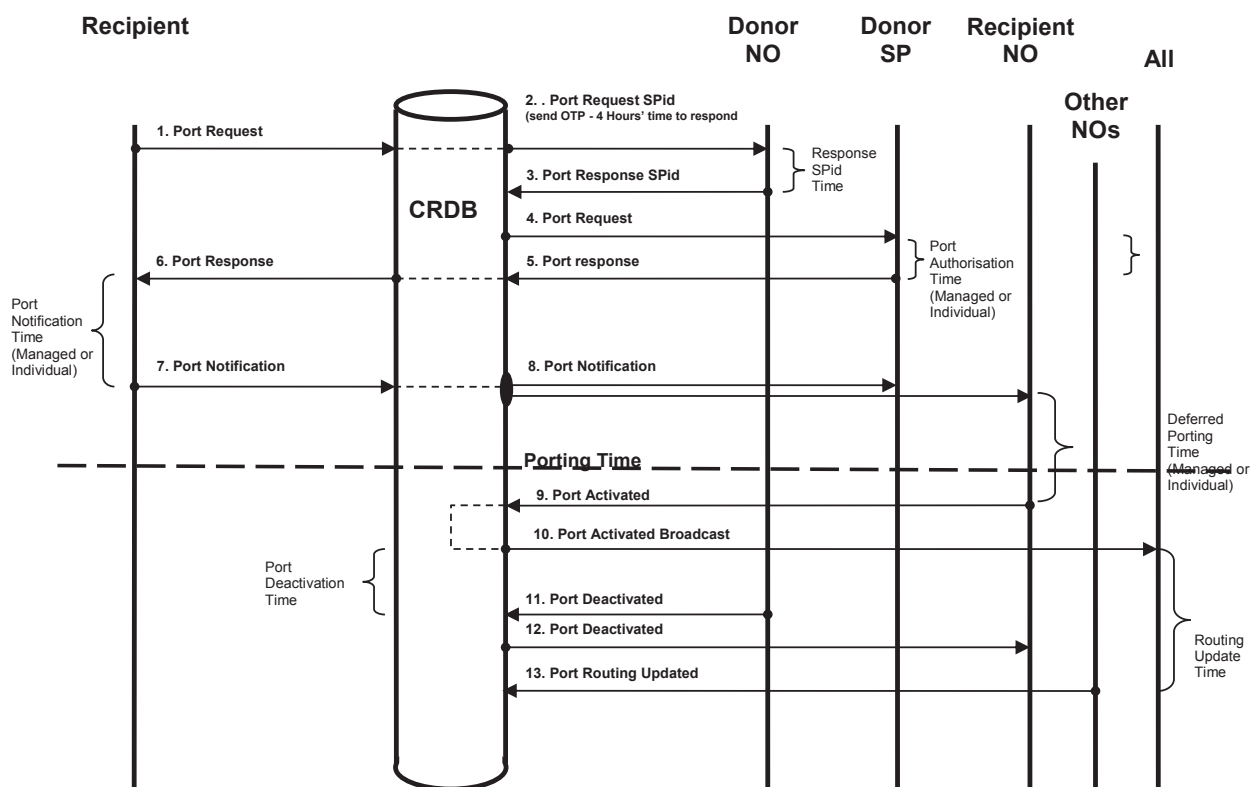 Recipient
Donor
NO
Donor
SP
Recipient
NO
All
Other
NOs
2. . Port Request SPid
(send OTP - 4 Hours’ time to respond
1. Port Request
Response
SPid
Time
3. Port Response SPid
CRDB
4. Port Request
Port
Authorisation
Time
(Managed or
Individual)
6. Port Response
5. Port response
Port
Notification
Time
(Managed or
Individual)
7. Port Notification
8. Port Notification
Deferred
Porting
Time
(Managed or
Individual)
Porting Time
9. Port Activated
10. Port Activated Broadcast
Port
Deactivation
Time
11. Port Deactivated
12. Port Deactivated
Routing
Update
Time
13. Port Routing Updated